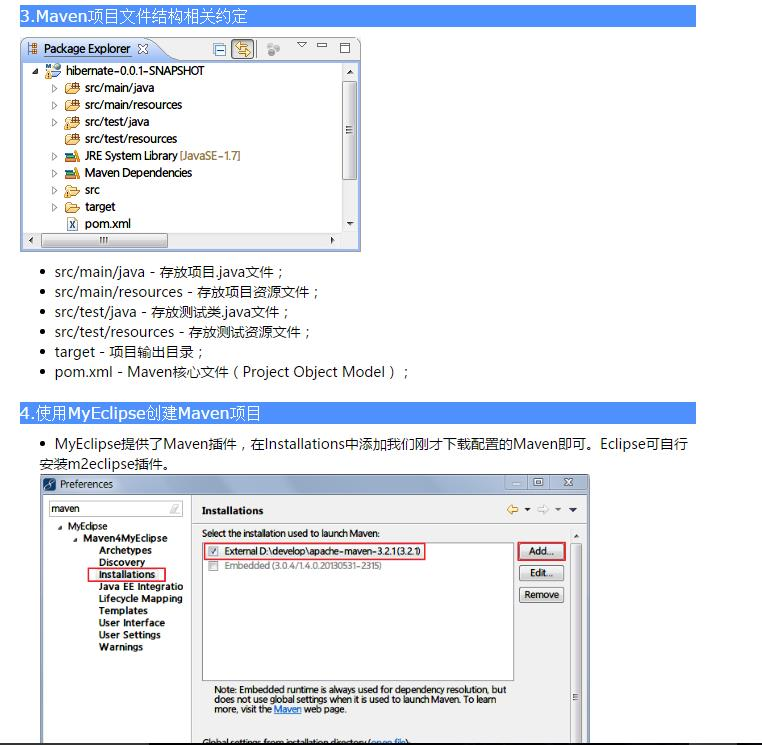 3.Maven项目文件结构相关约定
Package Explorer
hibernate-0.0.1-SNAPSHOT
src/main/java
src/main/resources
src/test/java
src/test/resources
JRE System Library [JavaSE-1.7]
Maven Dependencies
src
target
pom.xml
src/main/java - 存放项目.java文件；
src/main/resources - 存放项目资源文件；
src/test/java - 存放测试类.java文件；
src/test/resources - 存放测试资源文件；
target - 项目输出目录；
pom.xml - Maven核心文件（Project Object Model）；
4.使用MyEclipse创建Maven项目
MyEclipse提供了Maven插件，在Installations中添加我们刚才下载配置的Maven即可。Eclipse可自行
安装m2eclipse插件。
Preferences
maven
MyEclipse
Maven4MyEclipse
Archetypes
Discovery
Installations
Java EE Integratio
Lifecycle Mapping
Templates
User Interface
User Settings
Warnings
Installations
Select the installation used to launch Maven:
External D:\develop\apache-maven-3.2.1(3.2.1)
Embedded (3.0.4/1.4.0.20130531-2315)
Add...
Edit...
Remove
Note: Embedded runtime is always used for dependency resolution, but
does not use global settings when it is used to launch Maven. To learn
more, visit the Maven web page.
Global settings from installation directory (open file):